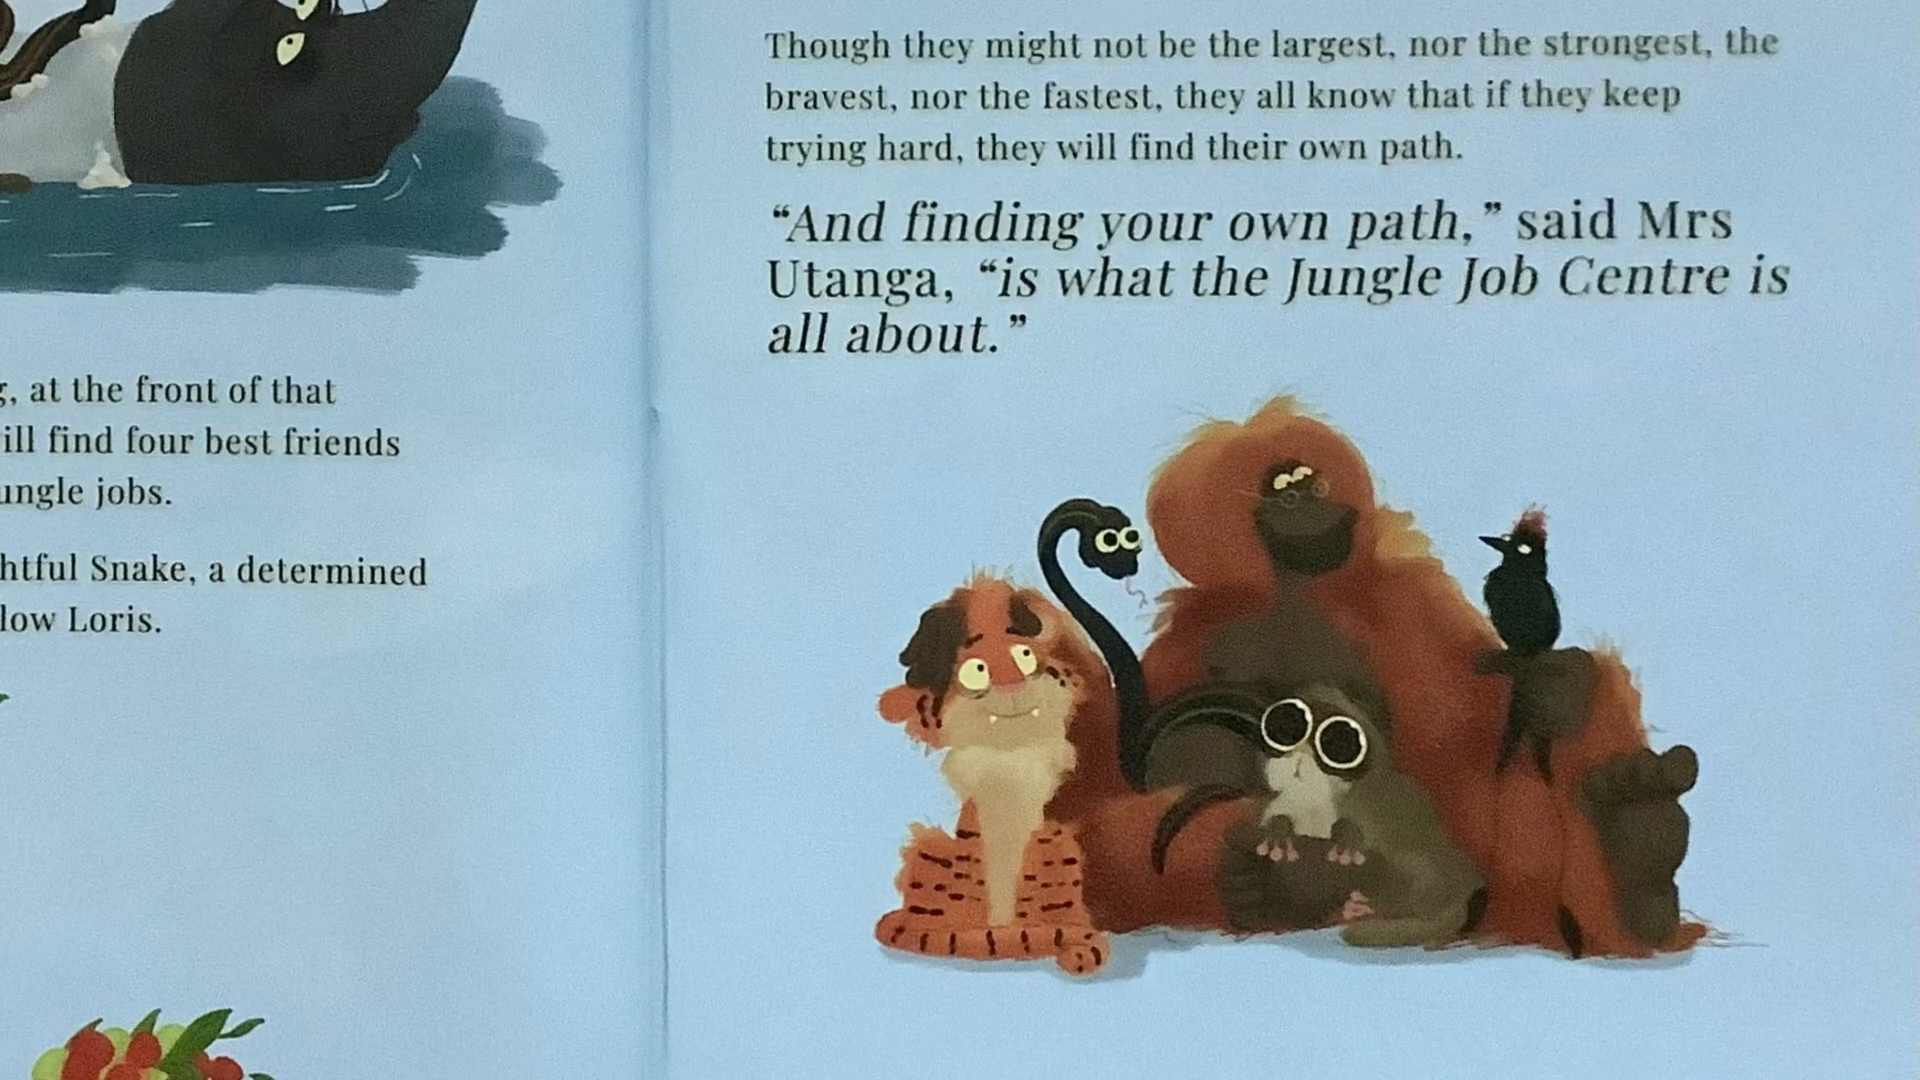 at the front of that
find four best friends
jobs.
Snake, a determined
Loris.
Though they might not be the largest, nor the strongest, the
bravest, nor the fastest, they all know that if they keep
trying hard, they will find their own path.
“And finding your own path,” said Mrs
Utanga, “is what the Jungle Job Centre is
all about.”